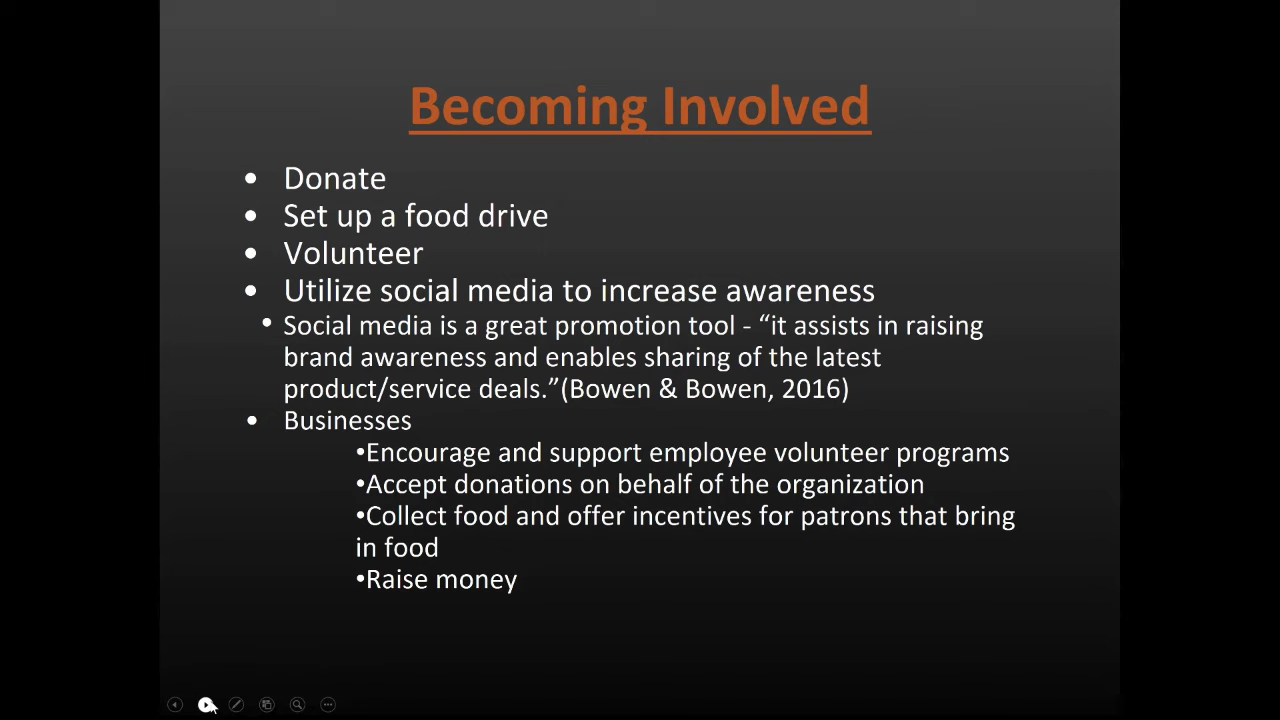 Becoming Involved
• Donate
• Set up a food drive
• Volunteer
• Utilize social media to increase awareness
• Social media is a great promotion tool - “it assists in raising
brand awareness and enables sharing of the latest
product/service deals.”(Bowen & Bowen, 2016)
• Businesses
•Encourage and support employee volunteer programs
•Accept donations on behalf of the organization
•Collect food and offer incentives for patrons that bring
in food
•Raise money